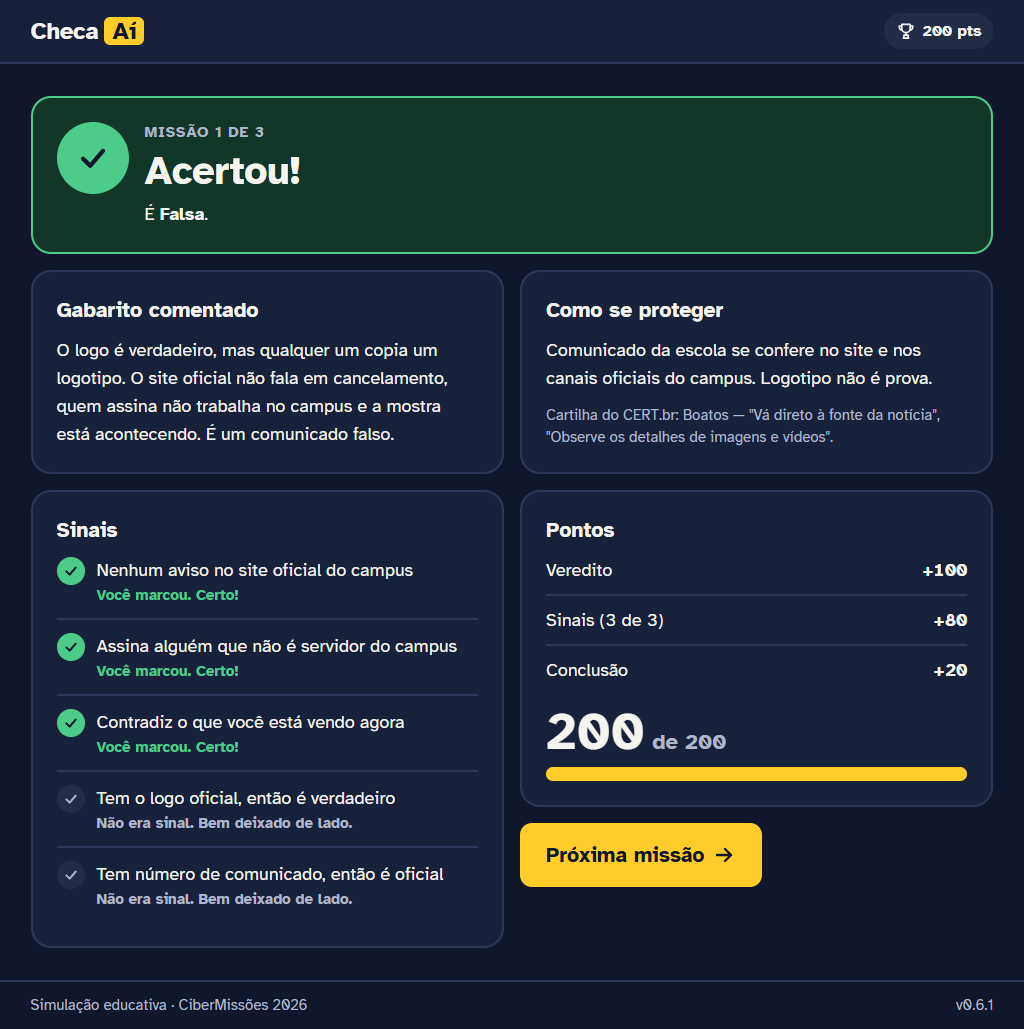 Checa Aí
200 pts
MISSÃO 1 DE 3
Acertou!
É Falsa.
Gabarito comentado
O logo é verdadeiro, mas qualquer um copia um
logotipo. O site oficial não fala em cancelamento,
quem assina não trabalha no campus e a mostra
está acontecendo. É um comunicado falso.
Como se proteger
Comunicado da escola se confere no site e nos
canais oficiais do campus. Logotipo não é prova.
Cartilha do CERT.br: Boatos — "Vá direto à fonte da notícia",
"Observe os detalhes de imagens e vídeos".
Sinais
Nenhum aviso no site oficial do campus
Você marcou. Certo!
Assina alguém que não é servidor do campus
Você marcou. Certo!
Contradiz o que você está vendo agora
Você marcou. Certo!
Tem o logo oficial, então é verdadeiro
Não era sinal. Bem deixado de lado.
Tem número de comunicado, então é oficial
Não era sinal. Bem deixado de lado.
Pontos
Veredito +100
Sinais (3 de 3) +80
Conclusão +20
200 de 200
Próxima missão →
Simulação educativa · CiberMissões 2026
v0.6.1